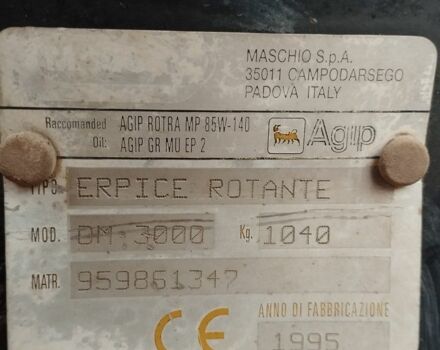 MASCHIO S.p.A.
35011 CAMPODARSEGO
PADOVA ITALY
Raccomanded AGIP ROTRA MP 85W-140
Oil: AGIP GR MU EP 2
Agip
TIPO ERPICE ROTANTE
MOD. DM 3000 Kg. 1040
MATR. 959861347
ANNO DI FABBRICAZIONE
CE 1995